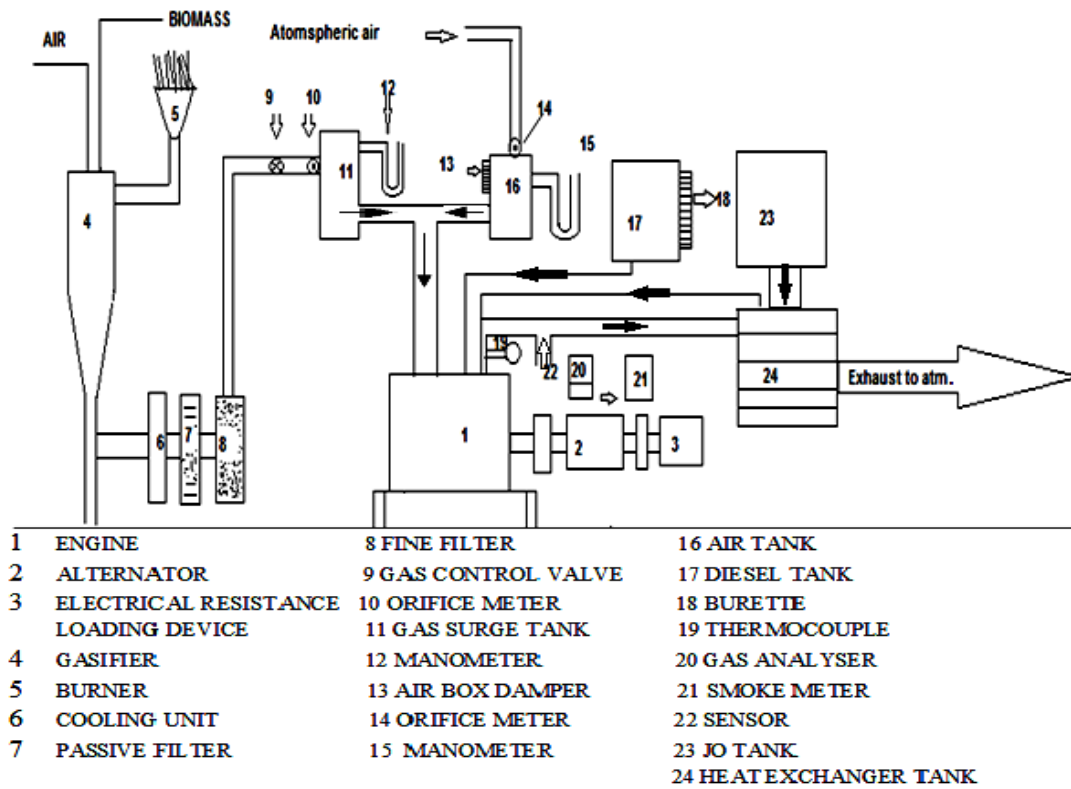 BIOMASS
AIR
Atomspheric air
5
9
10
12
14
15
4
11
13
16
17
18
23
19
22
20
21
24
Exhaust to atm.
6
7
8
1
2
3
1 ENGINE
2 ALTERNATOR
3 ELECTRICAL RESISTANCE
LOADING DEVICE
4 GASIFIER
5 BURNER
6 COOLING UNIT
7 PASSIVE FILTER
8 FINE FILTER
9 GAS CONTROL VALVE
10 ORIFICE METER
11 GAS SURGE TANK
12 MANOMETER
13 AIR BOX DAMPER
14 ORIFICE METER
15 MANOMETER
16 AIR TANK
17 DIESEL TANK
18 BURETTE
19 THERMOCOUPLE
20 GAS ANALYSER
21 SMOKE METER
22 SENSOR
23 JO TANK
24 HEAT EXCHANGER TANK